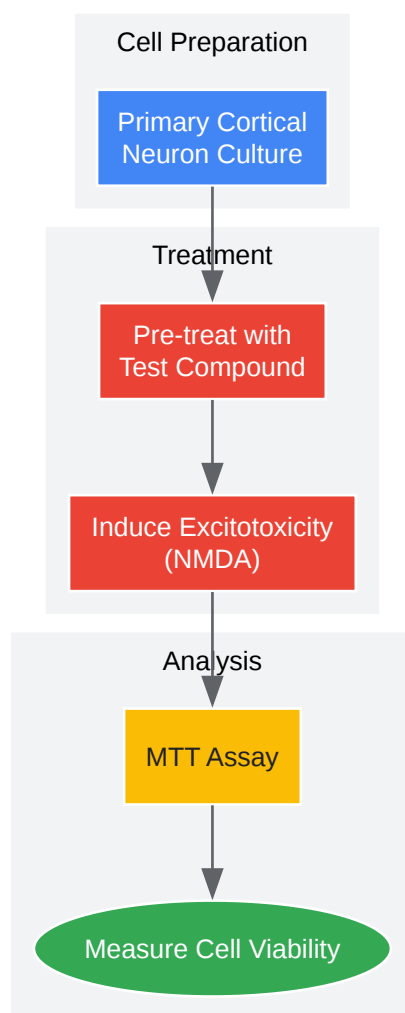 Cell Preparation
Primary Cortical
Neuron Culture
Treatment
Pre-treat with
Test Compound
Induce Excitotoxicity
(NMDA)
Analysis
MTT Assay
Measure Cell Viability